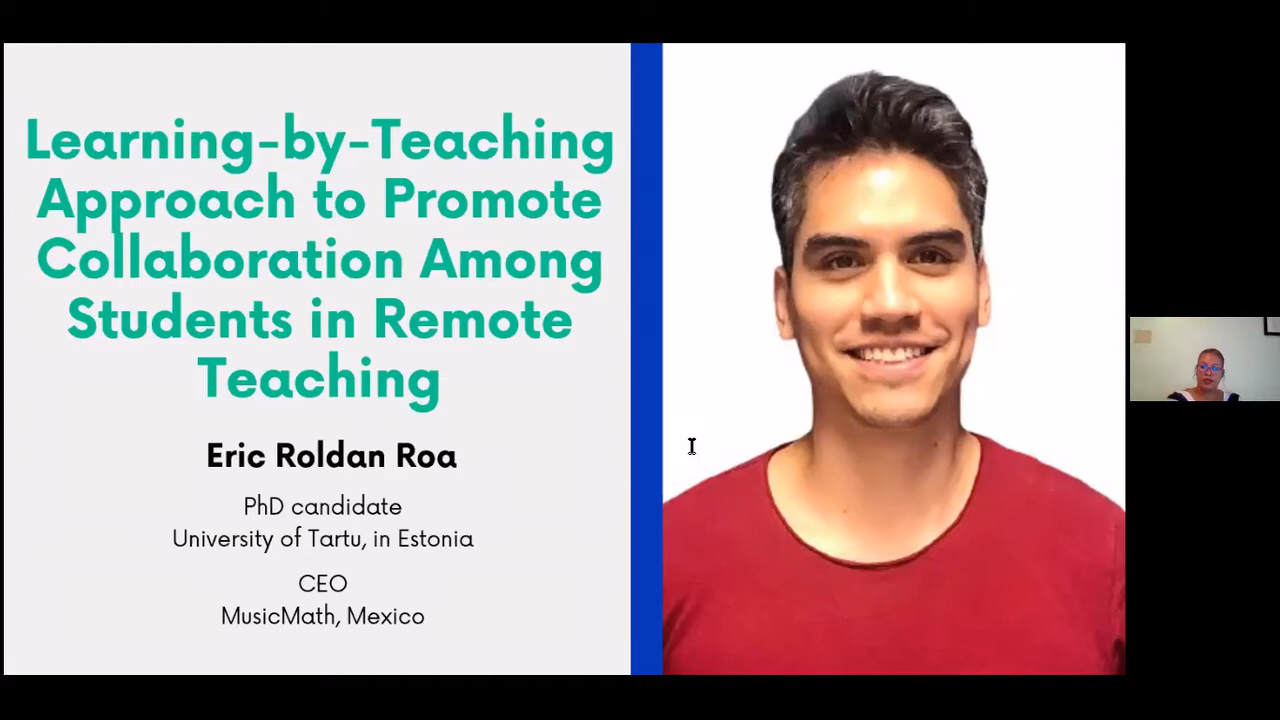 Learning-by-Teaching
Approach to Promote
Collaboration Among
Students in Remote
Teaching
Eric Roldan Roa
PhD candidate
University of Tartu, in Estonia
CEO
MusicMath, Mexico